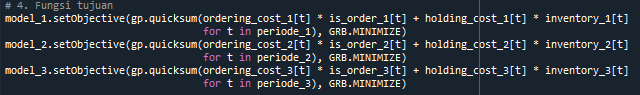 # 4. Fungsi tujuan
model_1.setObjective(gp.quicksum(ordering_cost_1[t] * is_order_1[t] + holding_cost_1[t] * inventory_1[t]
for t in periode_1), GRB.MINIMIZE)
model_2.setObjective(gp.quicksum(ordering_cost_2[t] * is_order_2[t] + holding_cost_2[t] * inventory_2[t]
for t in periode_2), GRB.MINIMIZE)
model_3.setObjective(gp.quicksum(ordering_cost_3[t] * is_order_3[t] + holding_cost_3[t] * inventory_3[t]
for t in periode_3), GRB.MINIMIZE)